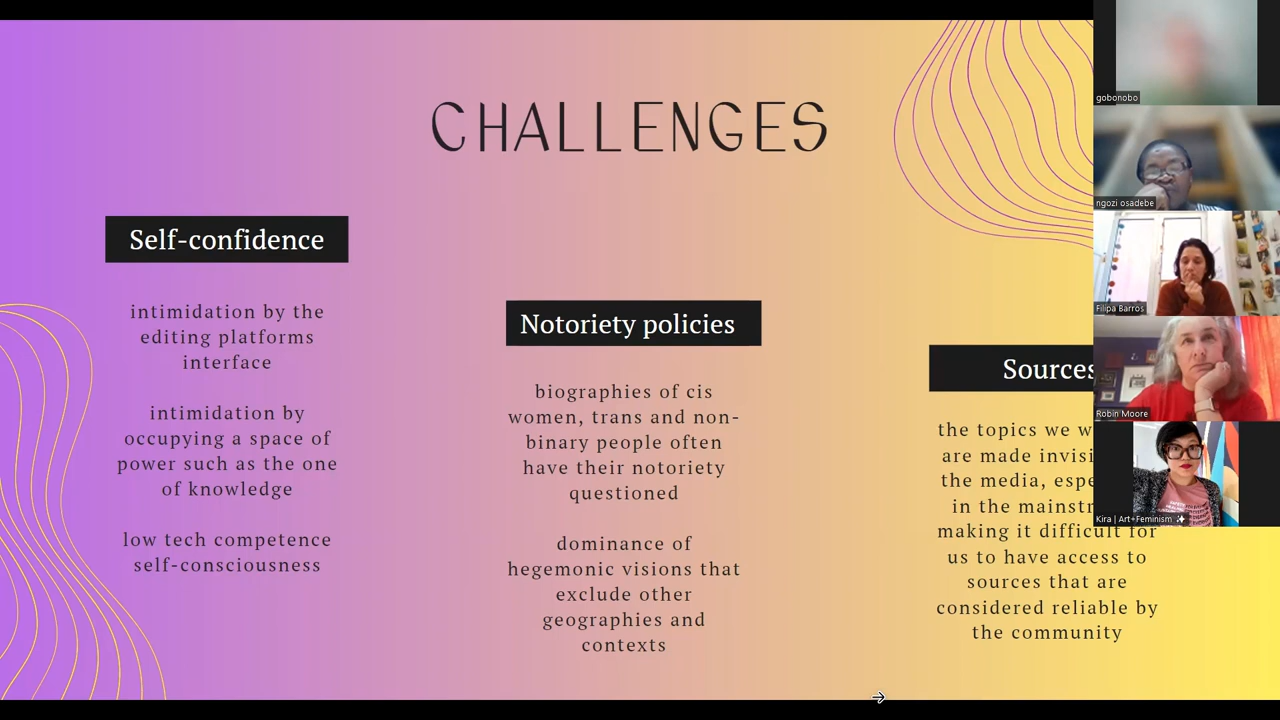 CHALLENGES
Self-confidence
intimidation by the
editing platforms
interface
intimidation by
occupying a space of
power such as the one
of knowledge
low tech competence
self-consciousness
Notoriety policies
biographies of cis
women, trans and non-
binary people often
have their notoriety
questioned
dominance of
hegemonic visions that
exclude other
geographies and
contexts
Sources
the topics we
are made
the media,
in the
making it difficult for
us to have access to
sources that are
considered reliable by
the community
gobonobo
ngozi osadebe
Filipa Barros
Robin Moore
Kira | Art+Feminism